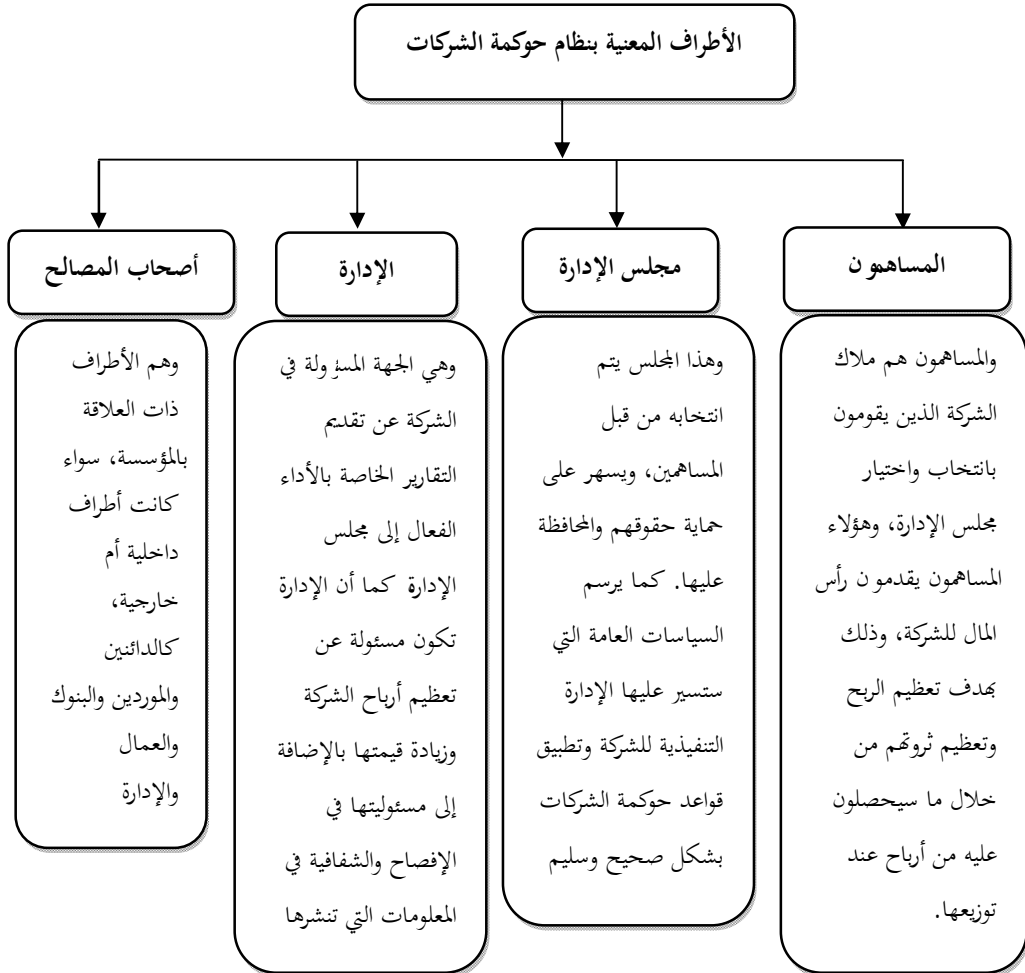 الأطراف المعنية بنظام حوكمة الشركات
المساهمون
والمساهمون هم ملاك
الشركة الذين يقومون
بانتخاب واختيار
مجلس الإدارة، وهؤلاء
المساهمون يقدمون رأس
المال للشركة، وذلك
بهدف تعظيم الربح
وتعظيم ثروتهم من
خلال ما سيحصلون
عليه من أرباح عند
توزيعها.
مجلس الإدارة
وهذا المجلس يتم
انتخابه من قبل
المساهمين، ويسهر على
حماية حقوقهم والمحافظة
عليها. كما يرسم
السياسات العامة التي
ستسير عليها الإدارة
التنفيذية للشركة وتطبيق
قواعد حوكمة الشركات
بشكل صحيح وسليم
الإدارة
وهي الجهة المسؤولة في
الشركة عن تقديم
التقارير الخاصة بالأداء
الفعال إلى مجلس
الإدارة كما أن الإدارة
تكون مسئولة عن
تعظيم أرباح الشركة
وزيادة قيمتها بالإضافة
إلى مسئوليتها في
الإفصاح والشفافية في
المعلومات التي تنشرها
أصحاب المصالح
وهم الأطراف
ذات العلاقة
بالمؤسسة، سواء
كانت أطراف
داخلية أم
خارجية،
كالدائنين
والموردين والبنوك
والعمال
والإدارة